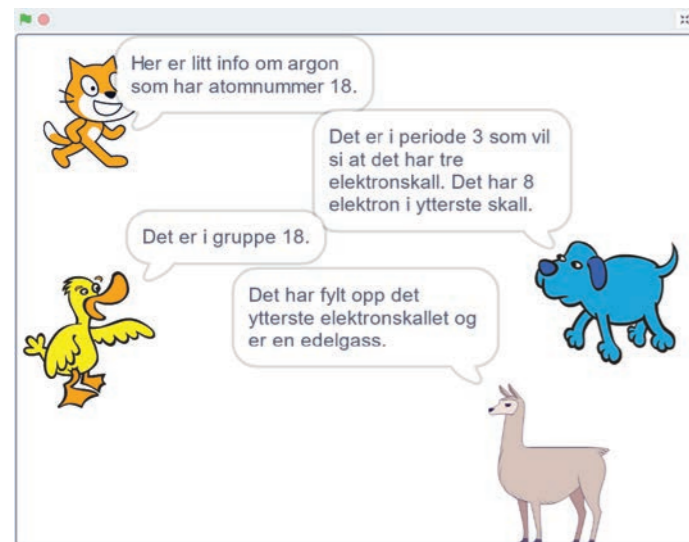 Her er litt info om argon
som har atomnummer 18.
Det er i periode 3 som vil
si at det har tre
elektronskall. Det har 8
elektron i ytterste skall.
Det er i gruppe 18.
Det har fylt opp det
ytterste elektronskallet og
er en edelgass.